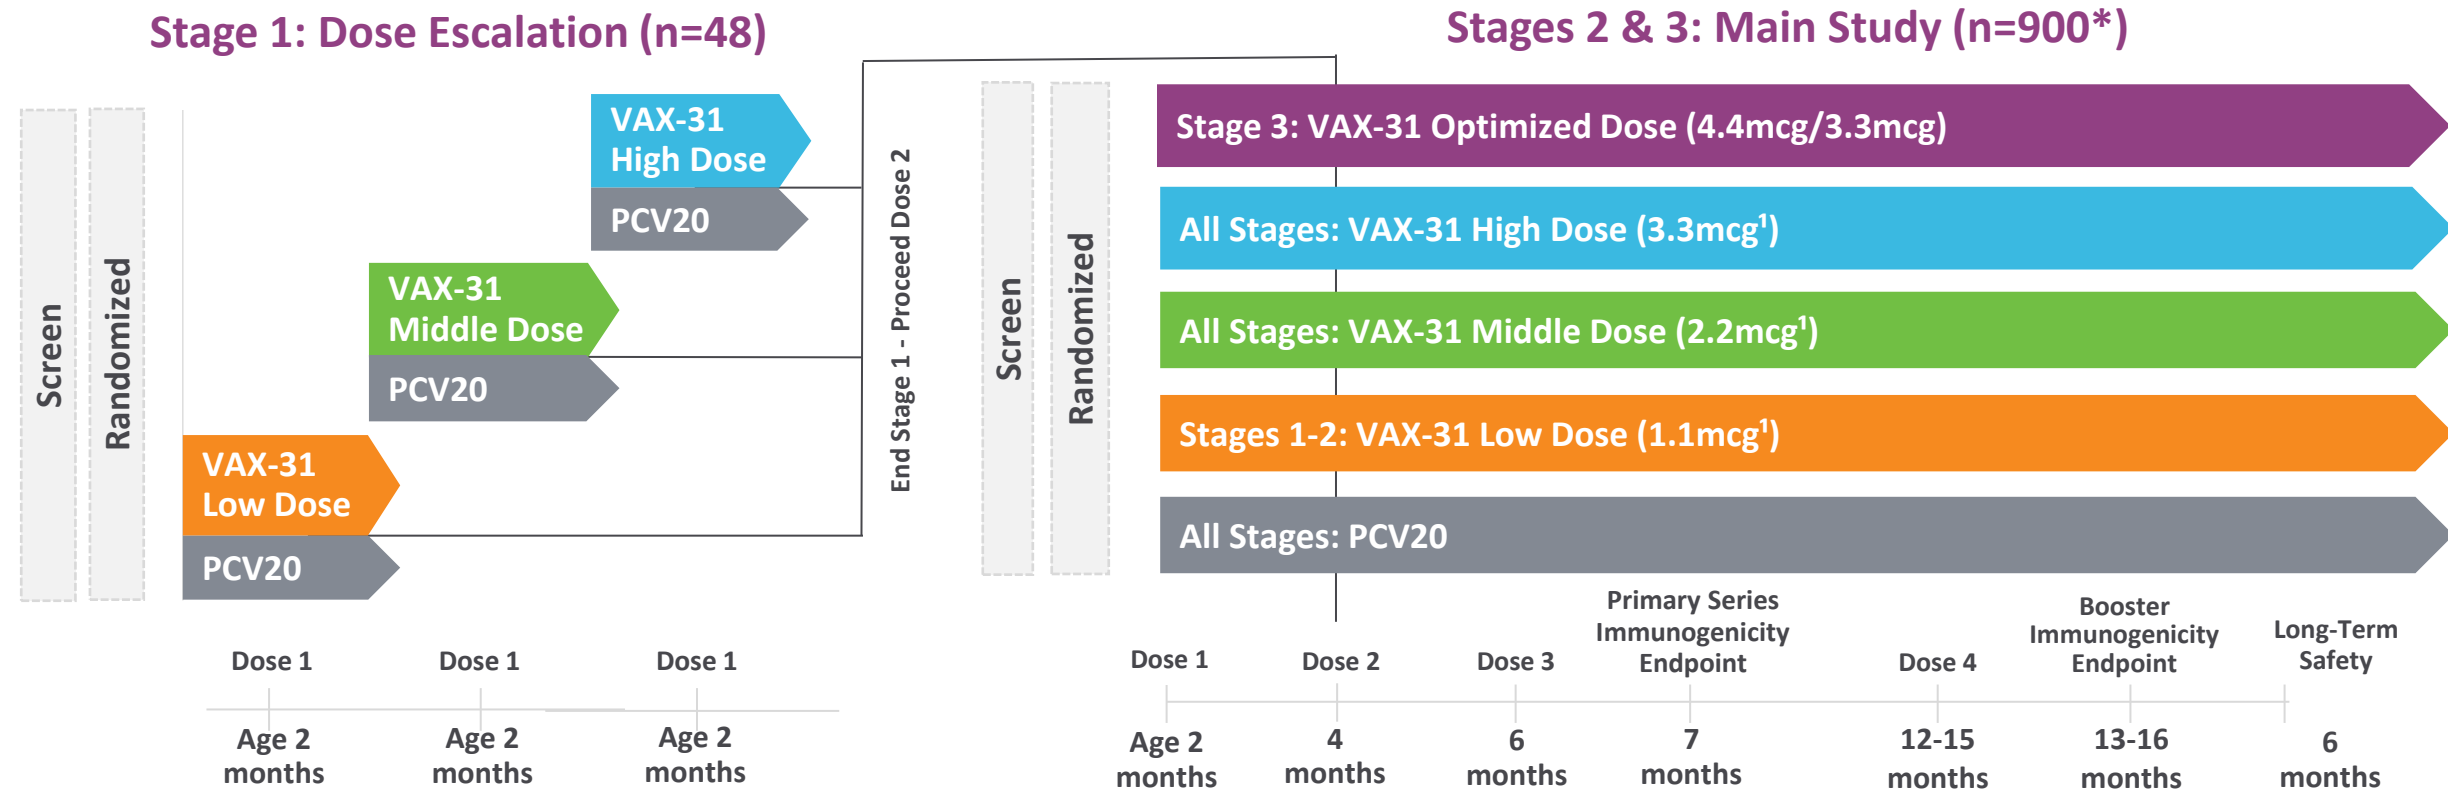 Stage 1: Dose Escalation (n=48)
Screen
Randomized
VAX-31
High Dose
PCV20
VAX-31
Middle Dose
PCV20
VAX-31
Low Dose
PCV20
Dose 1
Dose 1
Dose 1
Age 2
months
Age 2
months
Age 2
months
End Stage 1 - Proceed Dose 2
Stages 2 & 3: Main Study (n=900*)
Screen
Randomized
Stage 3: VAX-31 Optimized Dose (4.4mcg/3.3mcg)
All Stages: VAX-31 High Dose (3.3mcg¹)
All Stages: VAX-31 Middle Dose (2.2mcg¹)
Stages 1-2: VAX-31 Low Dose (1.1mcg¹)
All Stages: PCV20
Dose 1
Dose 2
Dose 3
Primary Series
Immunogenicity
Endpoint
Dose 4
Booster
Immunogenicity
Endpoint
Long-Term
Safety
Age 2
months
4
months
6
months
7
months
12-15
months
13-16
months
6
months